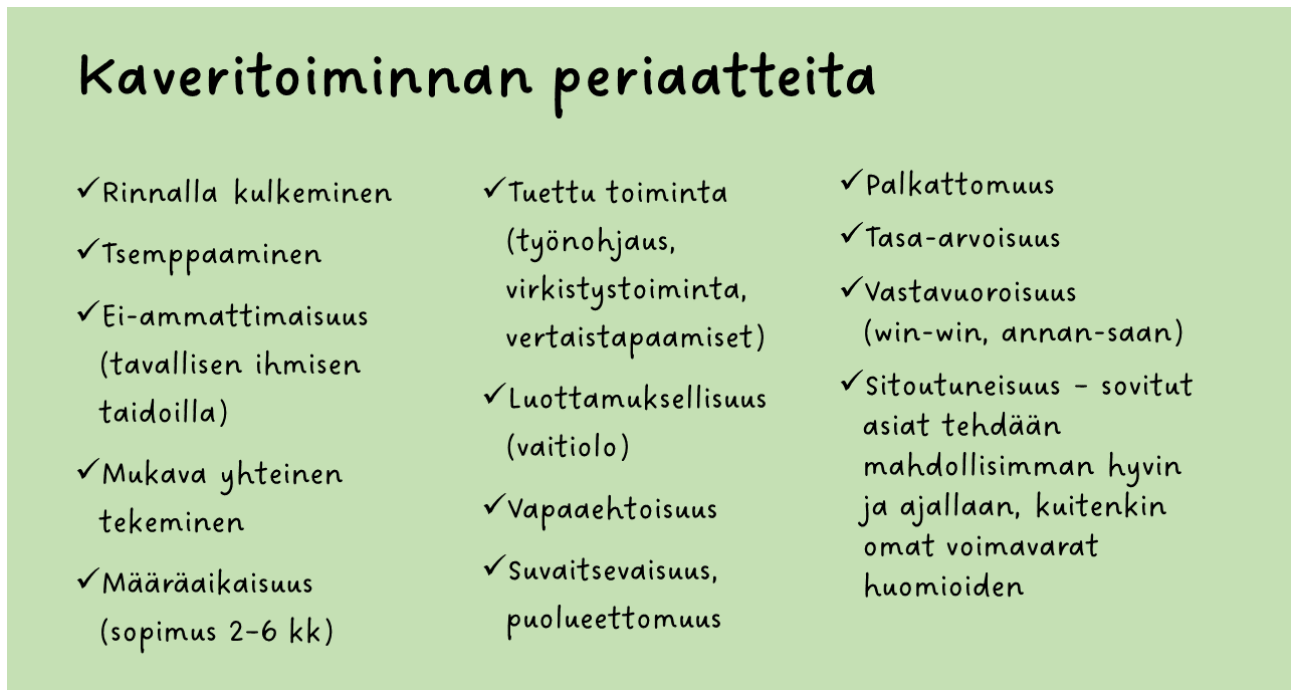 Kaveritoiminnan periaatteita
✓Rinnalla kulkeminen
✓Tsemppaaminen
✓Ei-ammattimaisuus
(tavallisen ihmisen
taidoilla)
✓Mukava yhteinen
tekeminen
✓Määräaikaisuus
(sopimus 2-6 kk)
✓Tuettu toiminta
(työnohjaus,
virkistystoiminta,
vertaistapaamiset)
✓Luottamuksellisuus
(vaitiolo)
✓Vapaaehtoisuus
✓Suvaitsevaisuus,
puolueettomuus
✓Palkattomuus
✓Tasa-arvoisuus
✓Vastavuoroisuus
(win-win, annan-saan)
✓Sitoutuneisuus - sovitut
asiat tehdään
mahdollisimman hyvin
ja ajallaan, kuitenkin
omat voimavarat
huomioiden